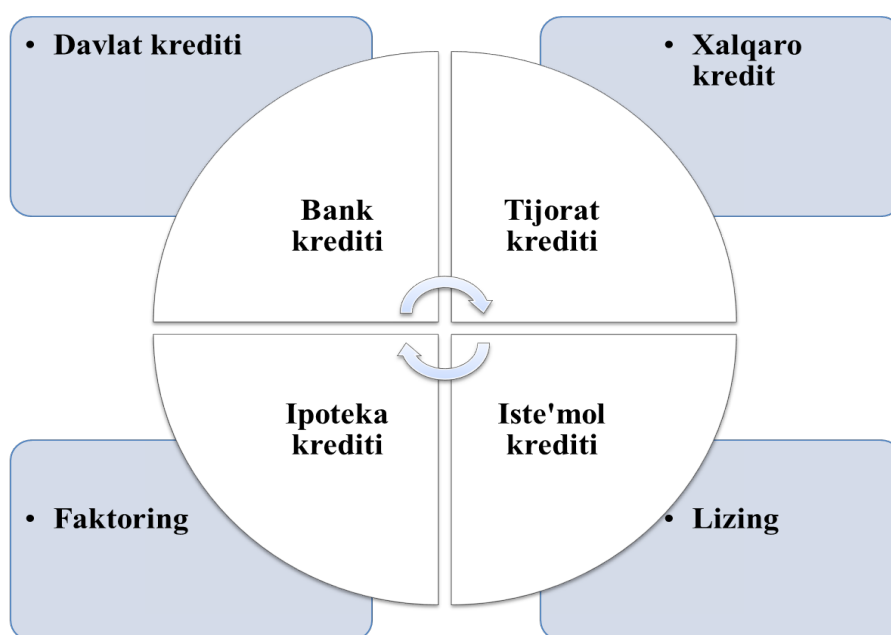 • Davlat krediti
• Xalqaro
kredit
Bank
krediti
Tijorat
krediti
Ipoteka
krediti
Iste'mol
krediti
• Faktoring
• Lizing